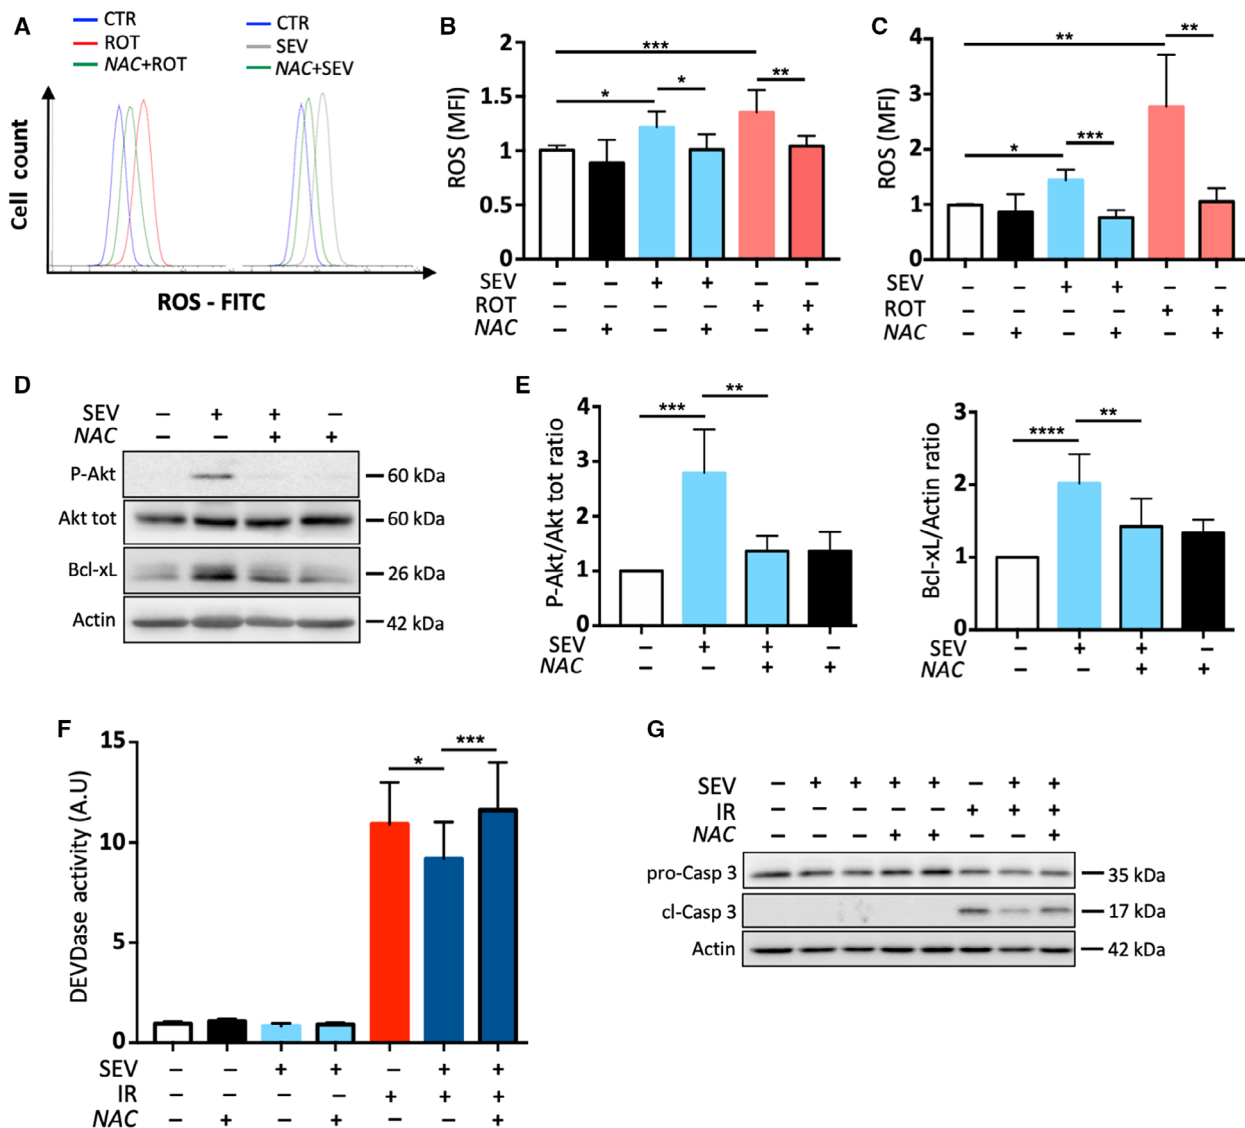 A
CTR
ROT
NAC+ROT
CTR
SEV
NAC+SEV
Cell count
ROS - FITC
B
ROS (MFI)
2
1.5
1
0.5
0
*
***
*
**
SEV – – + + – –
ROT – – – – + +
NAC – + – + – +
C
ROS (MFI)
4
3
2
1
0
*
**
***
**
SEV – – + + – –
ROT – – – – + +
NAC – + – + – +
D
SEV – + + –
NAC – – + +
P-Akt 60 kDa
Akt tot 60 kDa
Bcl-xL 26 kDa
Actin 42 kDa
E
P-Akt/Akt tot ratio
4
3
2
1
0
***
**
SEV – + + –
NAC – – + +
Bcl-xL/Actin ratio
3
2
1
0
****
**
SEV – + + –
NAC – – + +
F
DEVDase activity (A.U)
15
10
5
0
*
***
SEV – – + + – + +
IR – – – – + + +
NAC – + – + – – +
G
SEV – + + + + – + +
IR – – – – – + + +
NAC – – – + + – – +
pro-Casp 3 35 kDa
cl-Casp 3 17 kDa
Actin 42 kDa